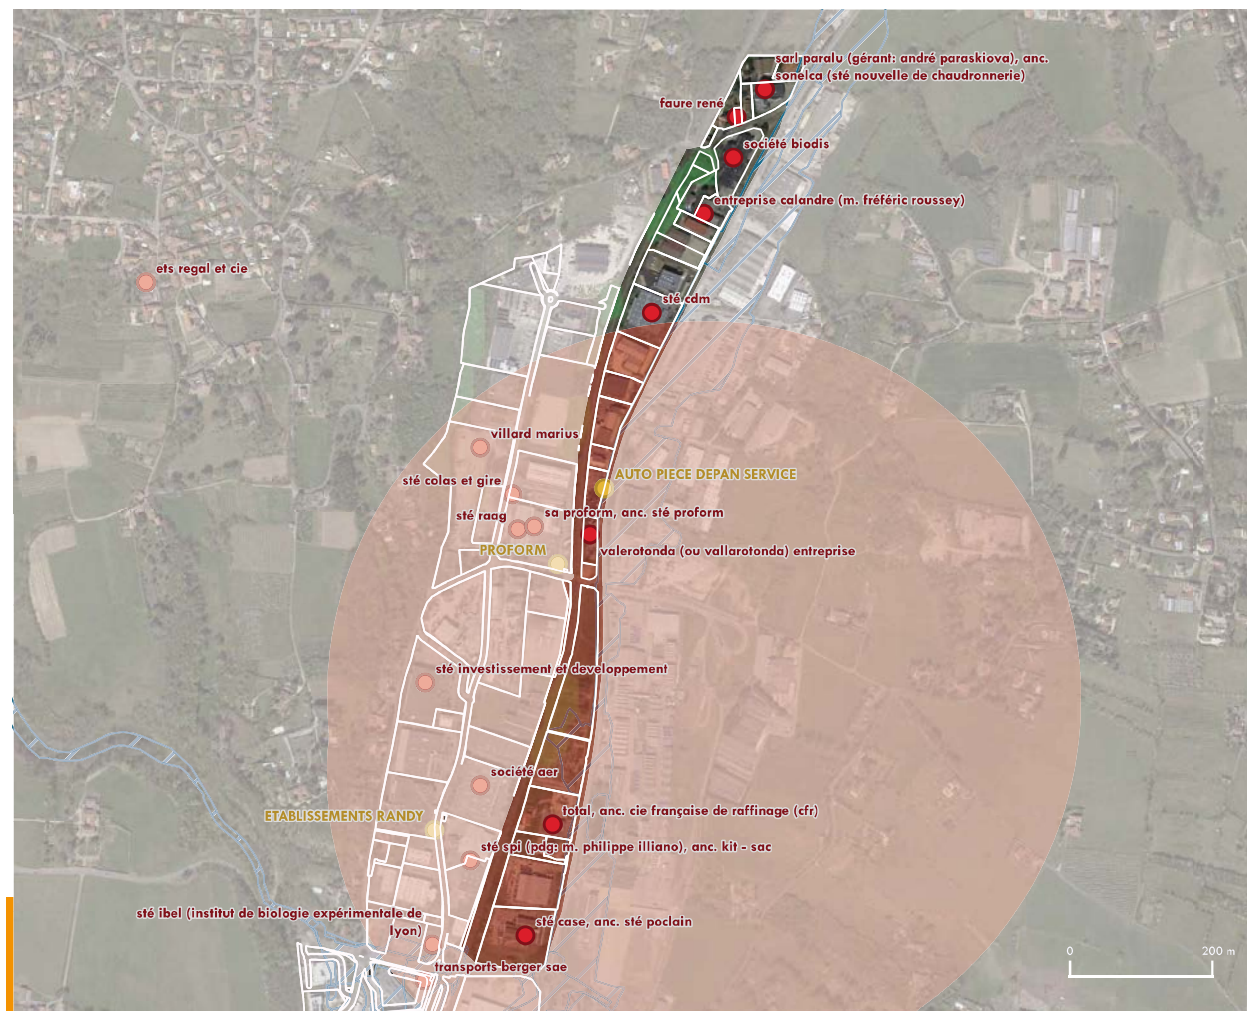 sarl paralu (gérant: andré paraskiova), anc.
sonelca (sté nouvelle de chaudronnerie)
faure rené
société biodis
entreprise calandre (m. fréféric roussey)
ets regal et cie
sté cdm
villard marius
AUTO PIECE DEPAN SERVICE
sté colas et gire
sté raag
sa proform, anc. sté proform
PROFORM
valerotonda (ou vallarotonda) entreprise
sté investissement et developpement
société aer
total, anc. cie française de raffinage (cfr)
ETABLISSEMENTS RANDY
sté spi (pdg: m. philippe illiano), anc. kit - sac
sté ibel (institut de biologie expérimentale de
lyon)
sté case, anc. sté poclain
transports berger sae
0 200 m